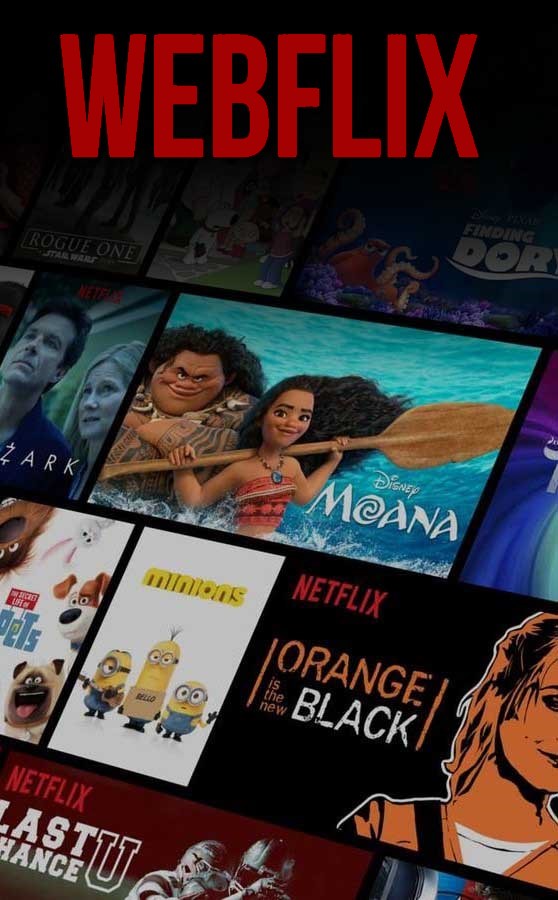 WEBFLIX
ROGUE ONE
STAR WARS
Disney PIXAR
FINDING
DORY
NETFLIX
ŻARK
Disney
MOANA
THE SECRET
LIFE OF
PETS
minions
BELLO
NETFLIX
ORANGE
is
the
new
BLACK
NETFLIX
LAST
CHANCE
U